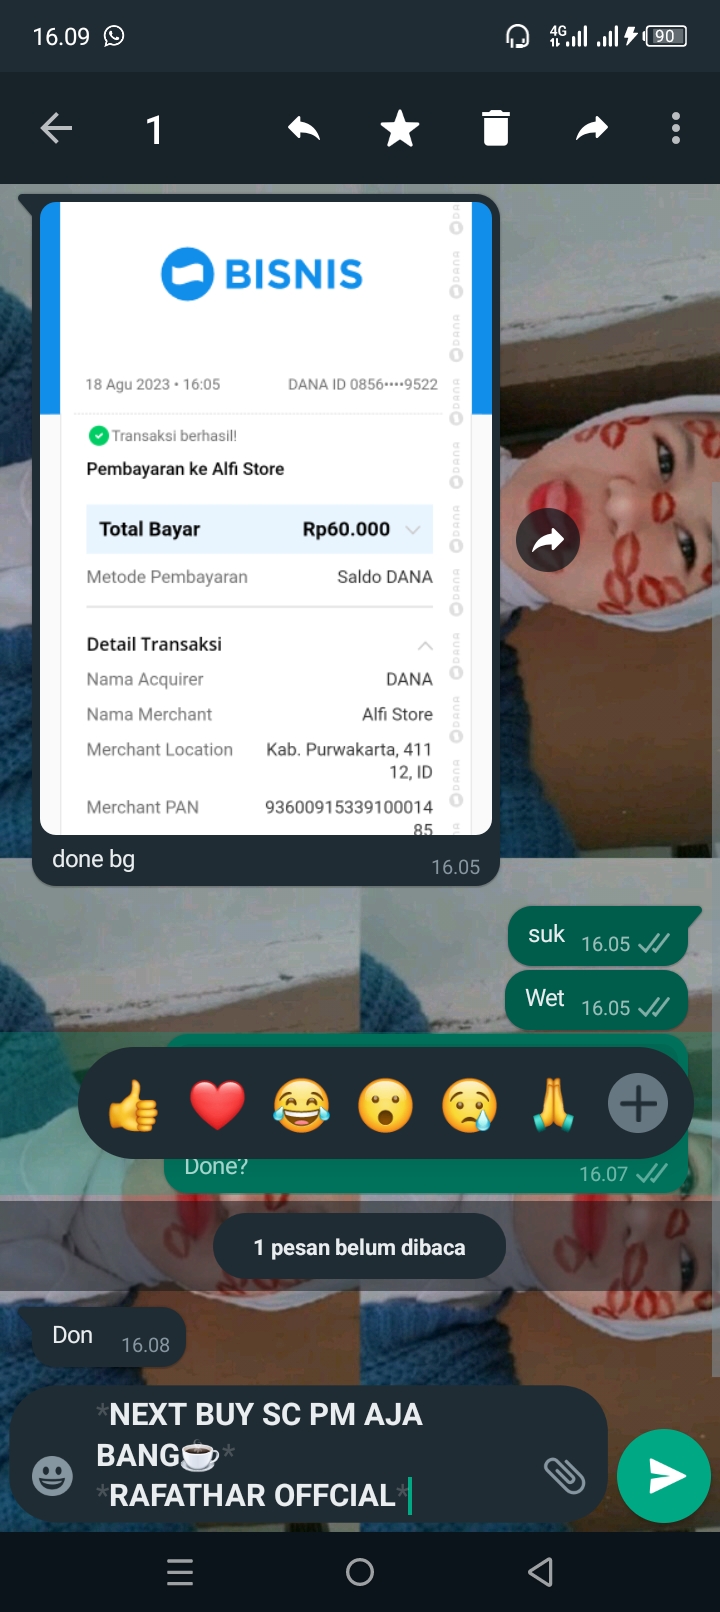 16.09
4G
90
1
BISNIS
18 Agu 2023 • 16:05 DANA ID 0856••••9522
Transaksi berhasil!
Pembayaran ke Alfi Store
Total Bayar Rp60.000
Metode Pembayaran Saldo DANA
Detail Transaksi
Nama Acquirer DANA
Nama Merchant Alfi Store
Merchant Location Kab. Purwakarta, 411
12, ID
Merchant PAN 93600915339100014
85
DANA
done bg 16.05
suk 16.05
Wet 16.05
Done? 16.07
1 pesan belum dibaca
Don 16.08
*NEXT BUY SC PM AJA
BANG☕*
*RAFATHAR OFFCIAL*